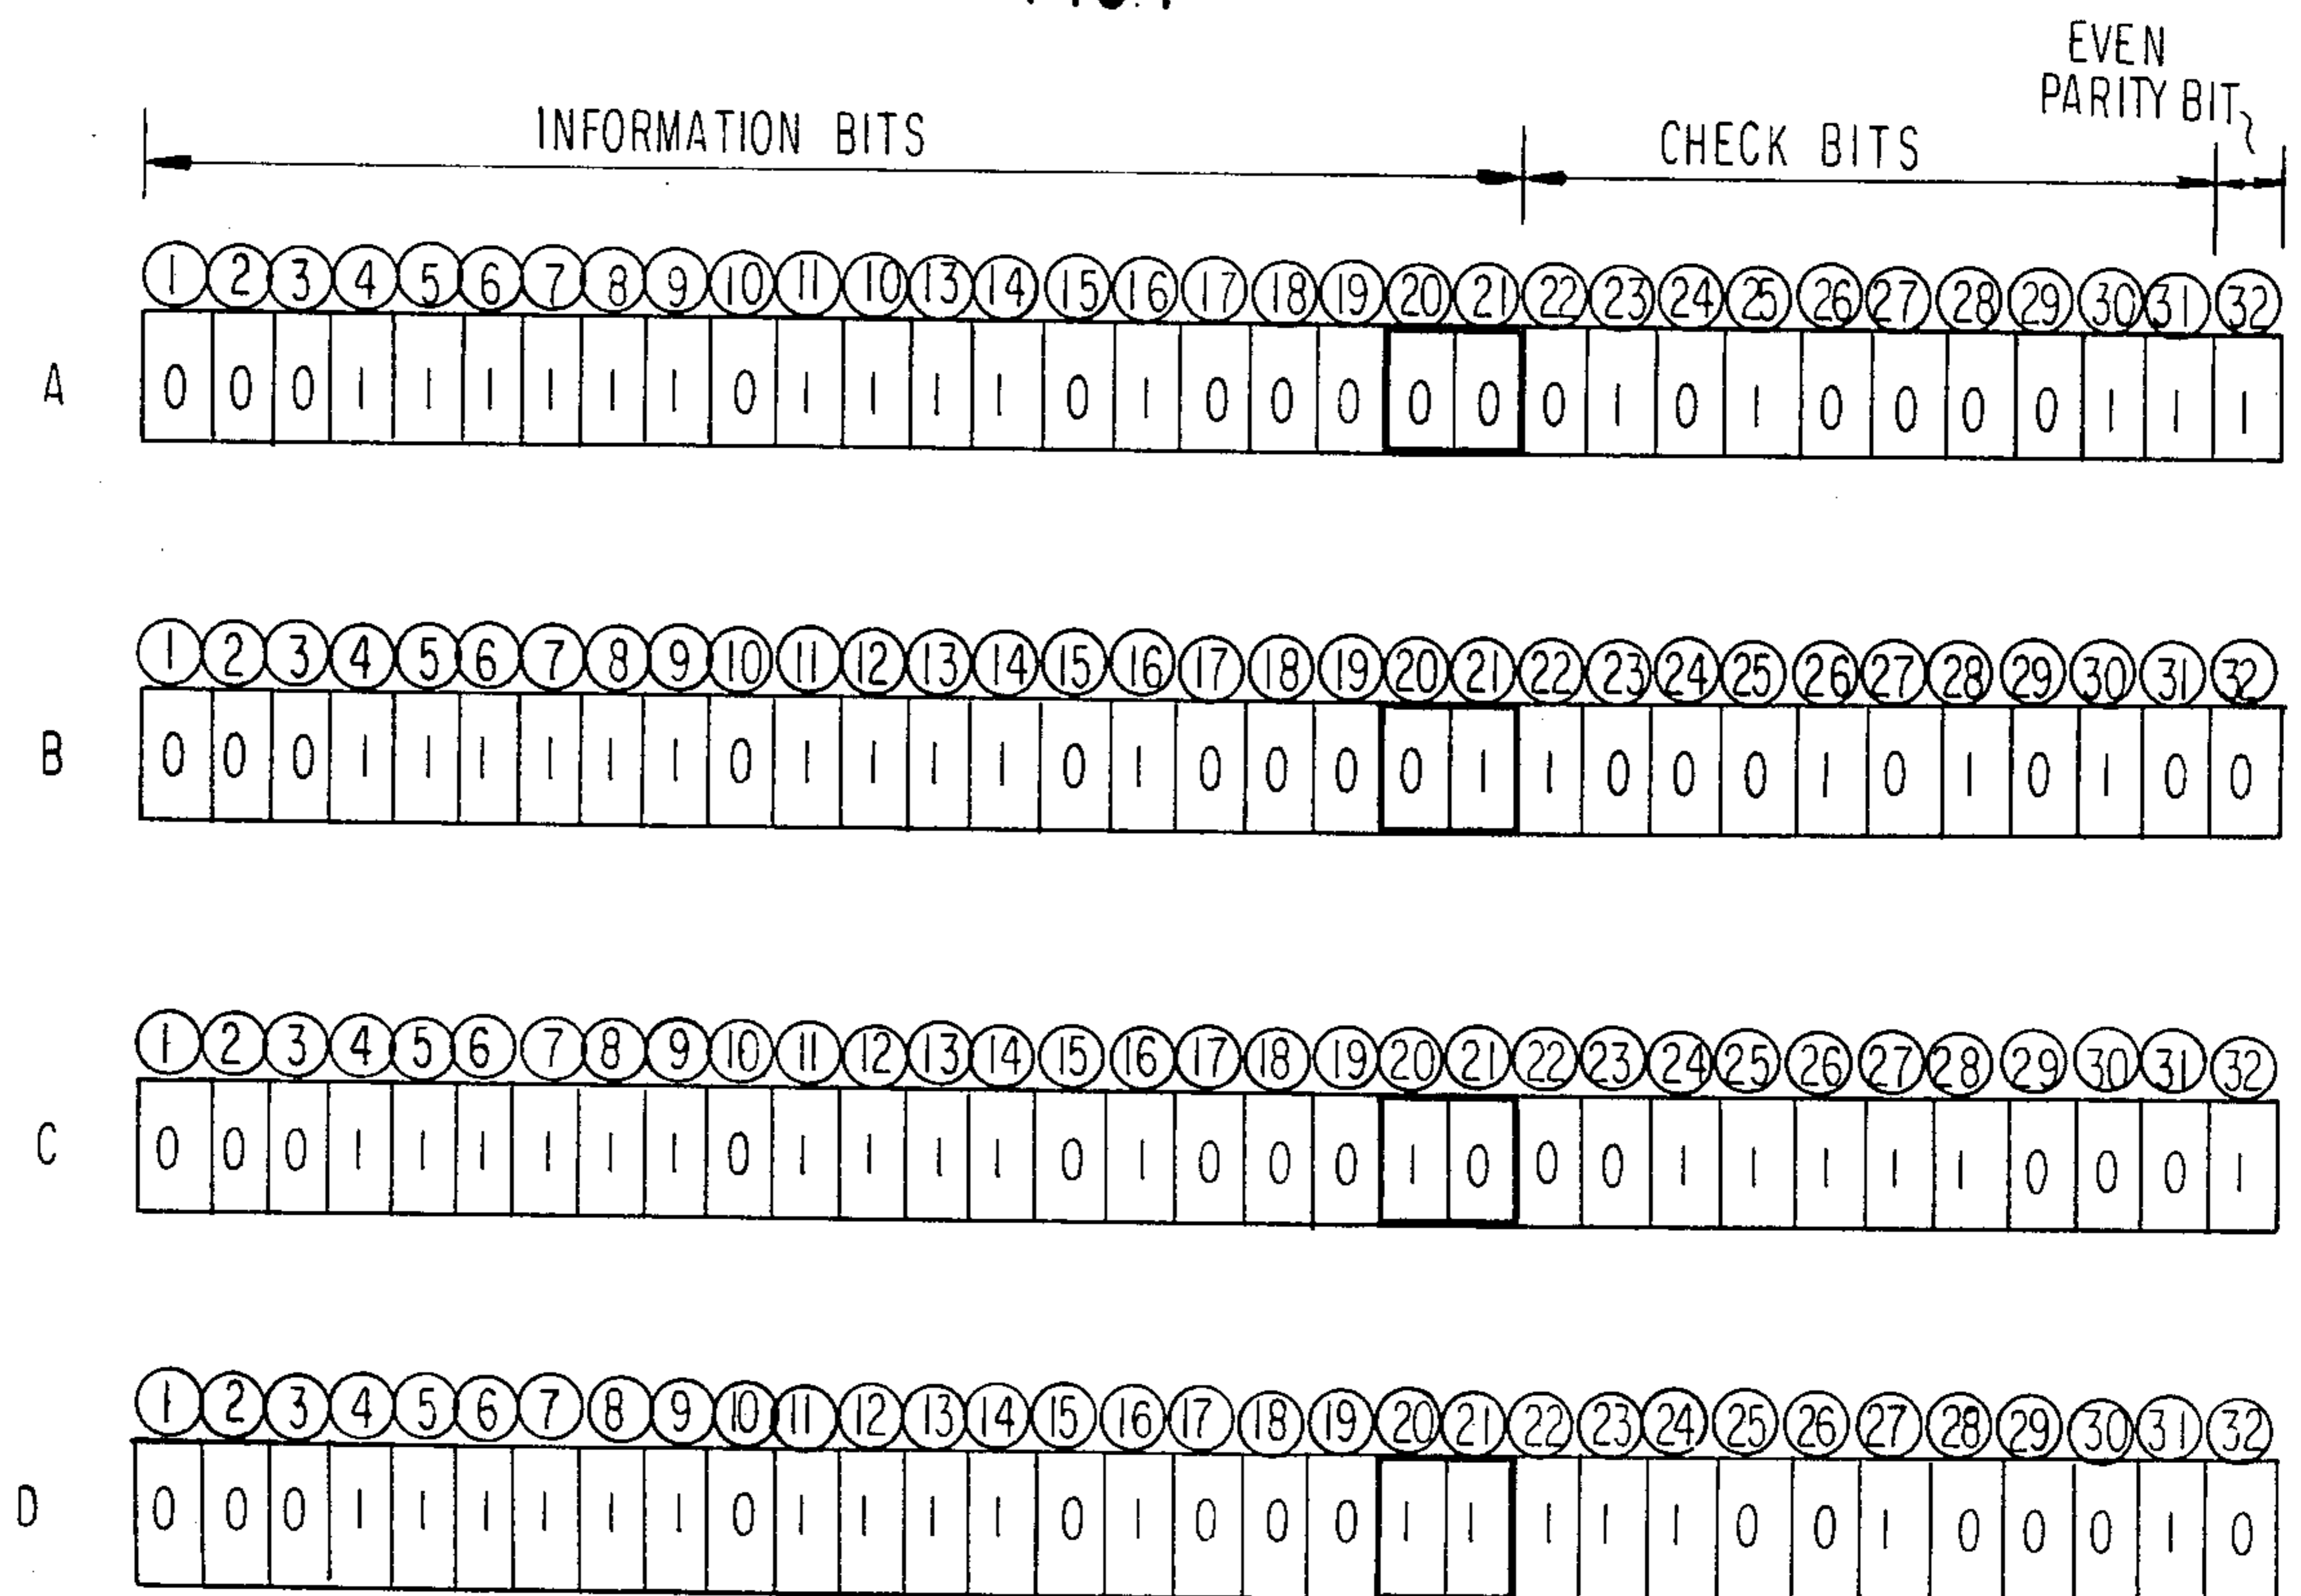 EVEN
PARITY BIT
INFORMATION BITS
CHECK BITS
1 2 3 4 5 6 7 8 9 10 11 10 13 14 15 16 17 18 19 20 21 22 23 24 25 26 27 28 29 30 31 32
A 0 0 0 1 1 1 1 1 1 0 1 1 1 1 0 1 0 0 0 0 0 0 1 0 1 0 0 0 0 1 1 1
1 2 3 4 5 6 7 8 9 10 11 12 13 14 15 16 17 18 19 20 21 22 23 24 25 26 27 28 29 30 31 32
B 0 0 0 1 1 1 1 1 1 0 1 1 1 1 0 1 0 0 0 0 1 1 0 0 0 1 0 1 0 1 0 0
1 2 3 4 5 6 7 8 9 10 11 12 13 14 15 16 17 18 19 20 21 22 23 24 25 26 27 28 29 30 31 32
C 0 0 0 1 1 1 1 1 1 0 1 1 1 1 0 1 0 0 0 1 0 0 0 1 1 1 1 1 0 0 0 1
1 2 3 4 5 6 7 8 9 10 11 12 13 14 15 16 17 18 19 20 21 22 23 24 25 26 27 28 29 30 31 32
D 0 0 0 1 1 1 1 1 1 0 1 1 1 1 0 1 0 0 0 1 1 1 1 1 0 0 1 0 0 0 1 0